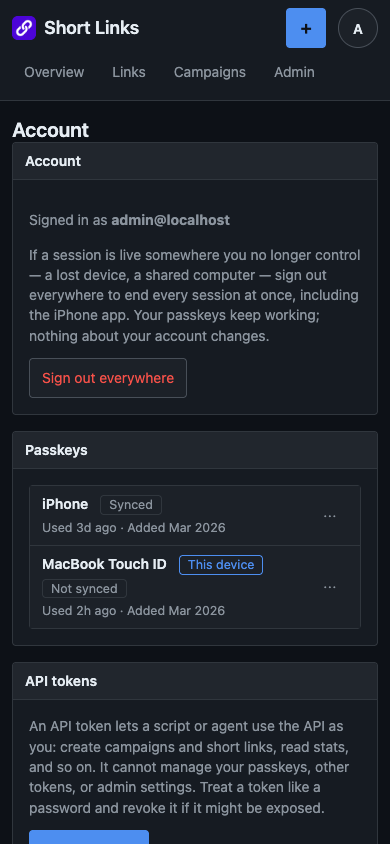 Short Links
+
A
Overview Links Campaigns Admin
Account
Account
Signed in as admin@localhost
If a session is live somewhere you no longer control
— a lost device, a shared computer — sign out
everywhere to end every session at once, including
the iPhone app. Your passkeys keep working;
nothing about your account changes.
Sign out everywhere
Passkeys
iPhone Synced
...
Used 3d ago · Added Mar 2026
MacBook Touch ID This device
Not synced
...
Used 2h ago · Added Mar 2026
API tokens
An API token lets a script or agent use the API as
you: create campaigns and short links, read stats,
and so on. It cannot manage your passkeys, other
tokens, or admin settings. Treat a token like a
password and revoke it if it might be exposed.